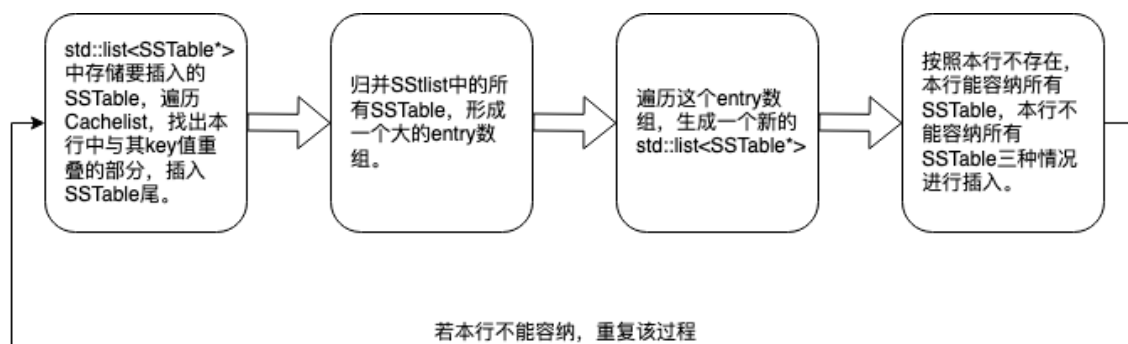 std::list<SSTable*>
中存储要插入的
SSTable，遍历
Cachelist，找出本
行中与其key值重
叠的部分，插入
SSTable尾。
归并SStlist中的所
有SSTable，形成
一个大的entry数
组。
遍历这个entry数
组，生成一个新的
std::list<SSTable*>
按照本行不存在，
本行能容纳所有
SSTable，本行不
能容纳所有
SSTable三种情况
进行插入。
若本行不能容纳，重复该过程